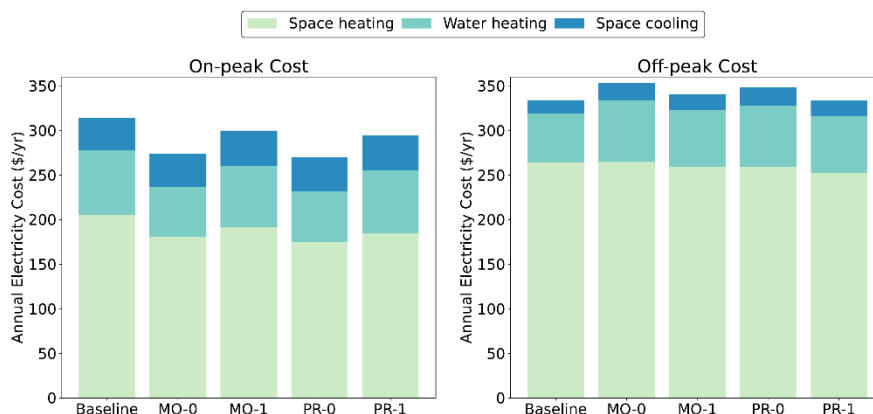 Space heating Water heating Space cooling
On-peak Cost
Annual Electricity Cost ($/yr)
350
300
250
200
150
100
50
0
Baseline MO-0 MO-1 PR-0 PR-1
Off-peak Cost
Annual Electricity Cost ($/yr)
350
300
250
200
150
100
50
0
Baseline MO-0 MO-1 PR-0 PR-1